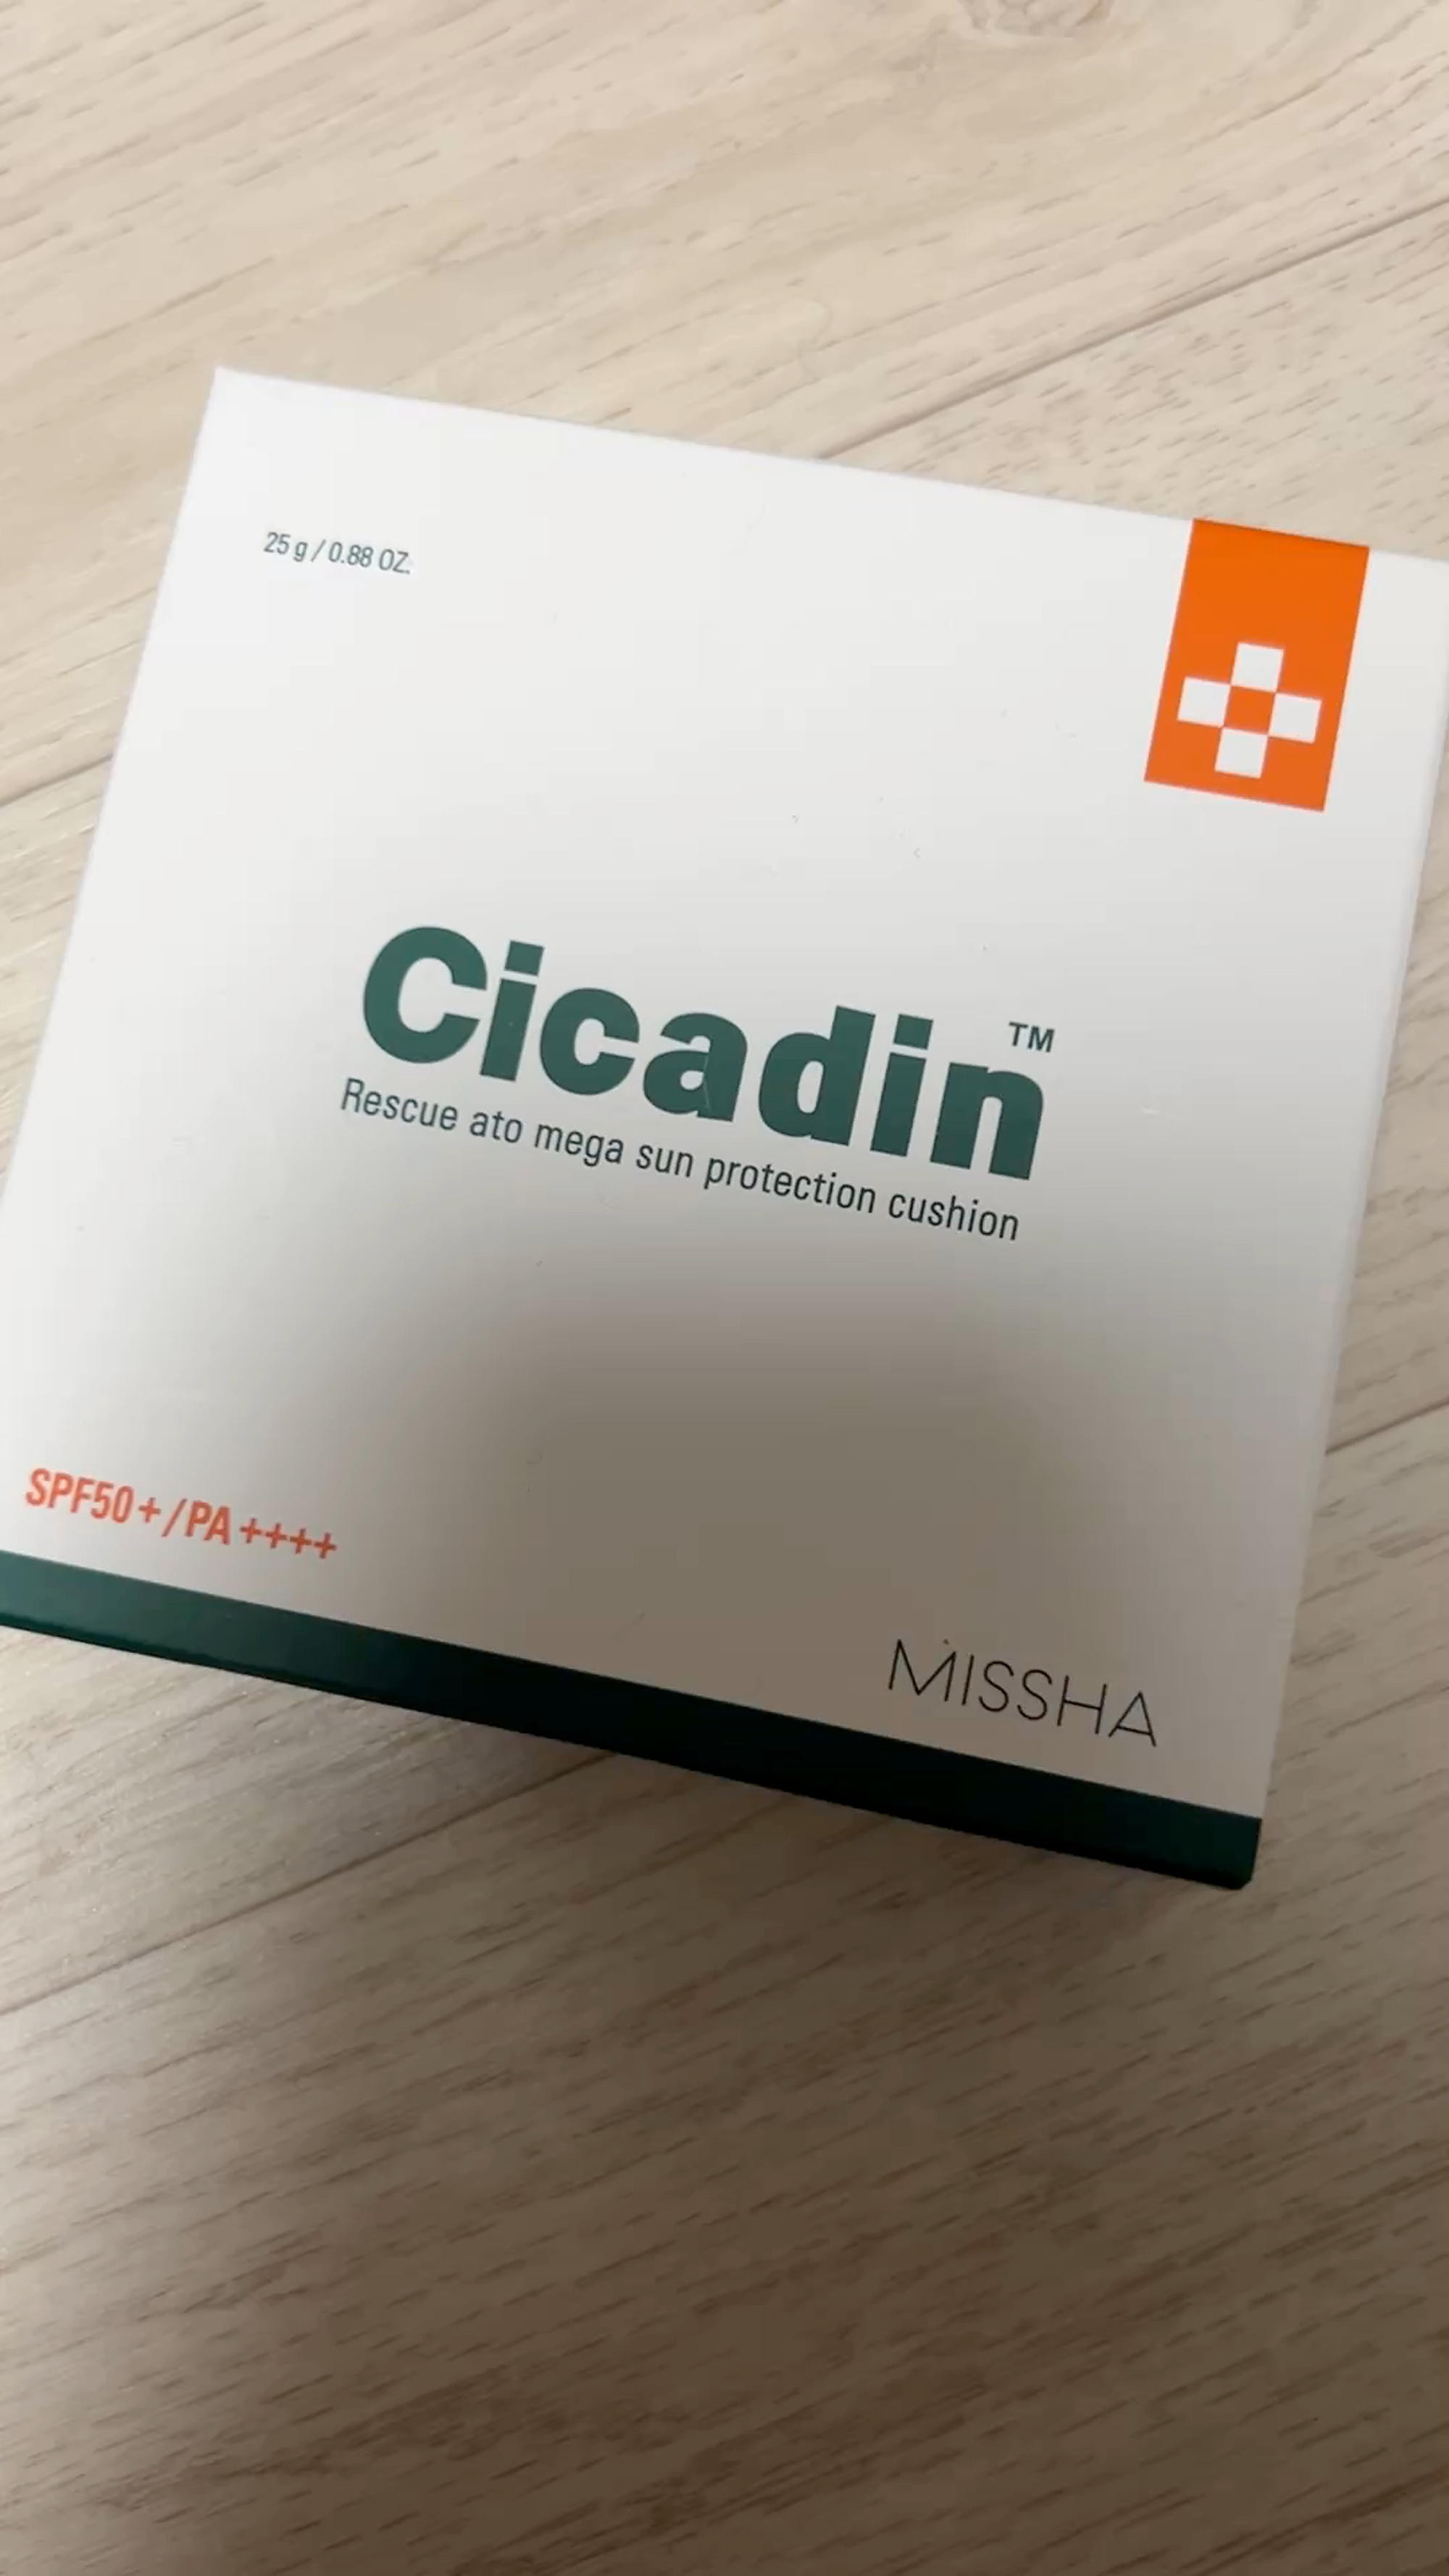 25 g / 0.88 OZ.
Cicadin™
Rescue ato mega sun protection cushion
SPF50+/PA++++
MISSHA